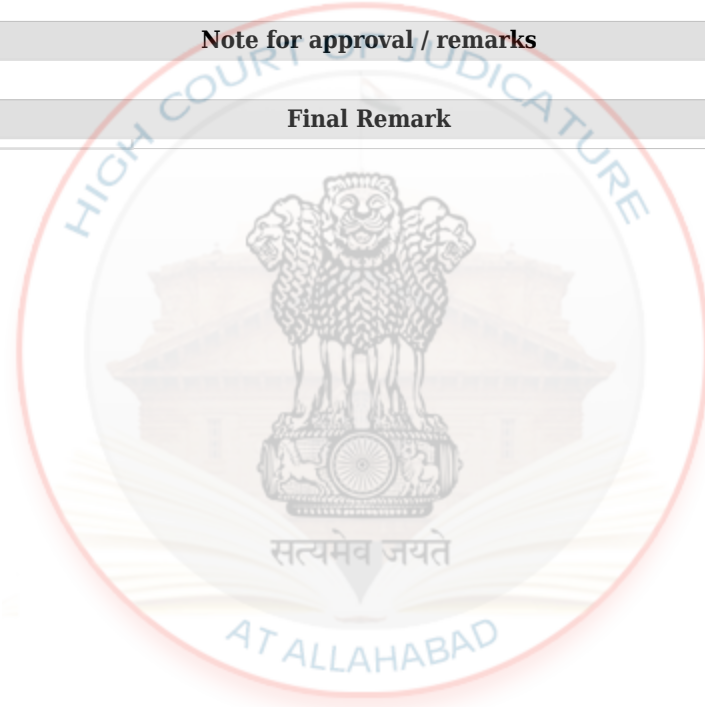 Note for approval / remarks
HIGH COURT OF JUDICATURE
Final Remark
सत्यमेव जयते
AT ALLAHABAD